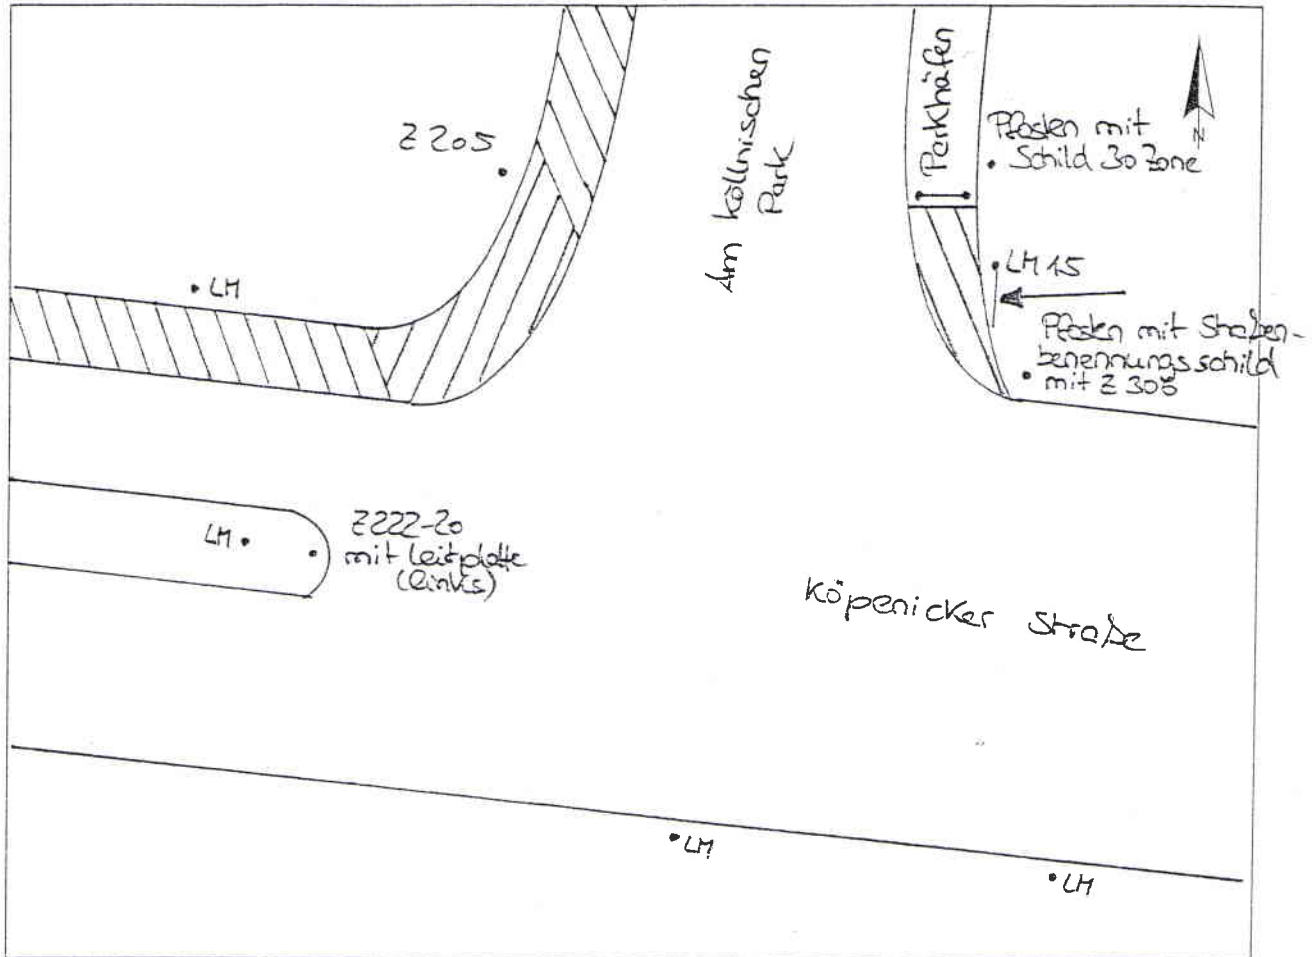 Z 205
Am Köllnischen
Park
Parkhäfen
N
Pfosten mit
Schild 30 Zone
LM
LM 15
Pfosten mit Straßen-
benennungsschild
mit Z 306
LM
Z 222-20
mit Leitplatte
(links)
Köpenicker Straße
LM
LM